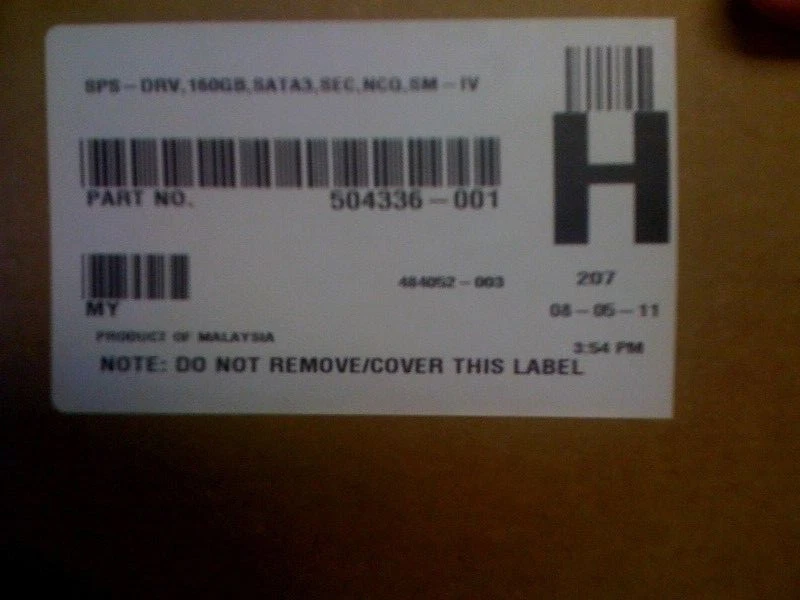 SPS-DRV,160GB,SATA3,SEC,NCQ,SM-IV
H
PART NO. 504336-001
484052-003
207
MY
08-05-11
PRODUCT OF MALAYSIA
3:54 PM
NOTE: DO NOT REMOVE/COVER THIS LABEL